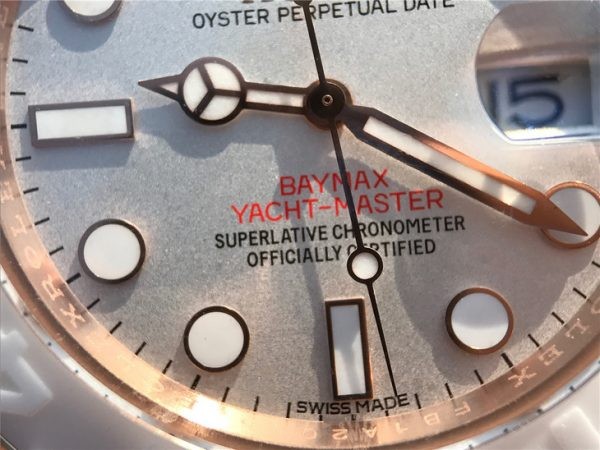 OYSTER PERPETUAL DATE
15
BAYMAX
YACHT-MASTER
SUPERLATIVE CHRONOMETER
OFFICIALLY CERTIFIED
SWISS MADE